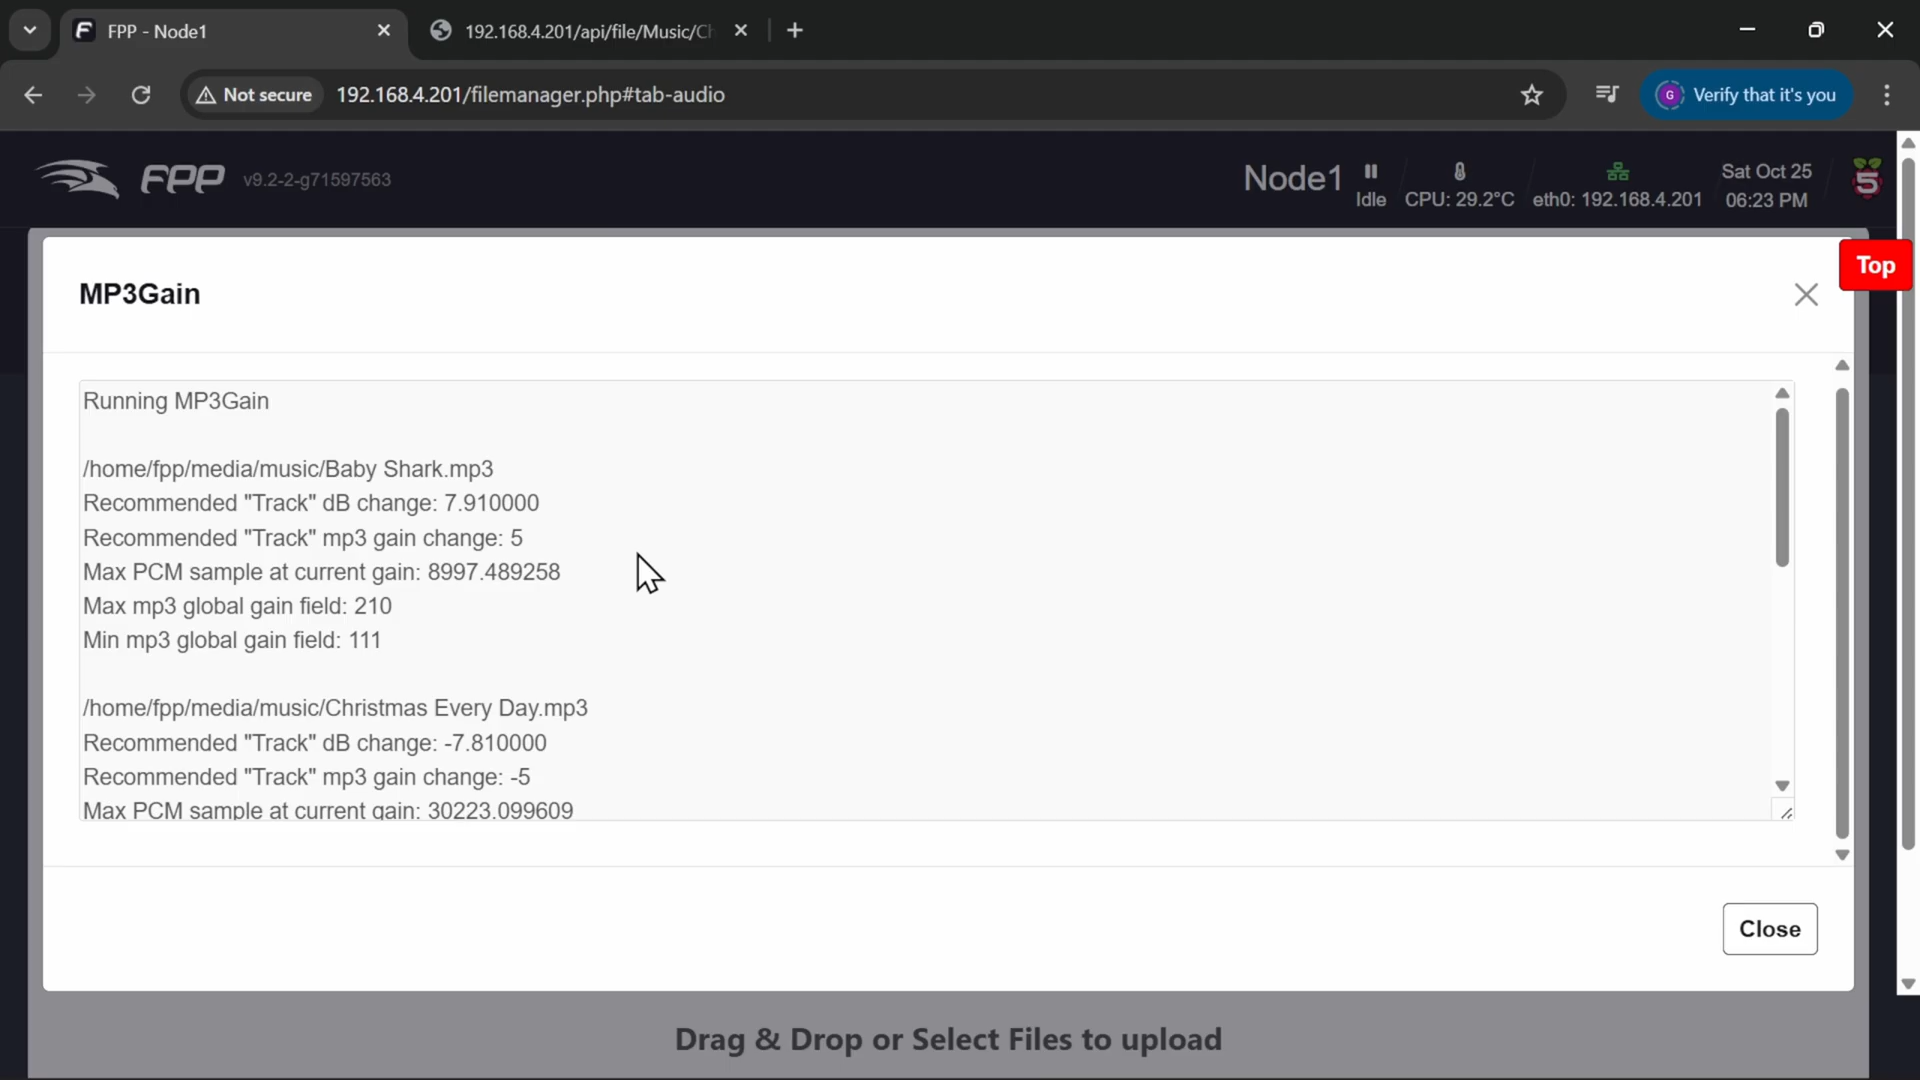 FPP - Node1
192.168.4.201/api/file/Music/Ch
Not secure
192.168.4.201/filemanager.php#tab-audio
G
Verify that it's you
FPP
v9.2-2-g71597563
Node1
Idle
CPU: 29.2°C
eth0: 192.168.4.201
Sat Oct 25
06:23 PM
5
Top
MP3Gain
Running MP3Gain
/home/fpp/media/music/Baby Shark.mp3
Recommended "Track" dB change: 7.910000
Recommended "Track" mp3 gain change: 5
Max PCM sample at current gain: 8997.489258
Max mp3 global gain field: 210
Min mp3 global gain field: 111
/home/fpp/media/music/Christmas Every Day.mp3
Recommended "Track" dB change: -7.810000
Recommended "Track" mp3 gain change: -5
Max PCM sample at current gain: 30223.099609
Close
Drag & Drop or Select Files to upload